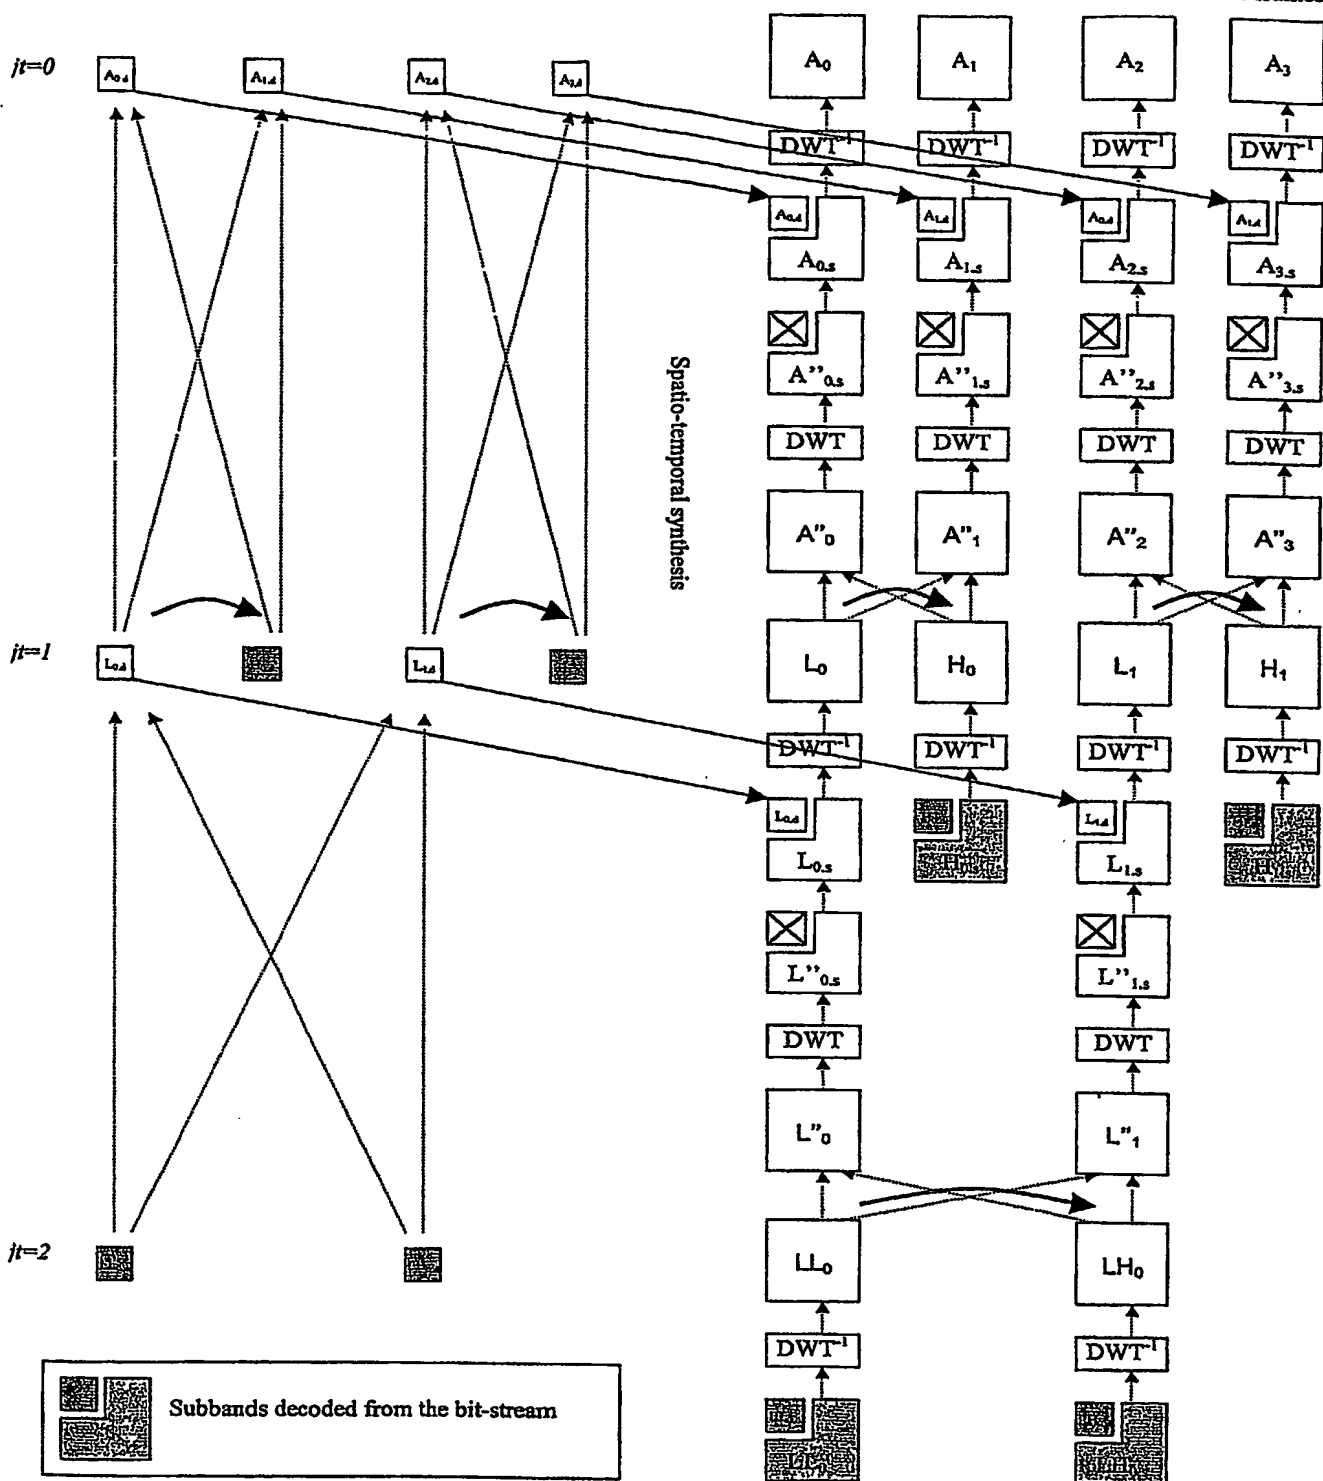 jt=0
A0,d
A1,d
A2,d
A3,d
A0
A1
A2
A3
DWT-1
DWT-1
DWT-1
DWT-1
A0,d
A1,d
A0,d
A1,d
A0,s
A1,s
A2,s
A3,s
A’’0,s
A’’1,s
A’’2,s
A’’3,s
Spatio-temporal synthesis
DWT
DWT
DWT
DWT
A"0
A"1
A"2
A"3
jt=1
L0,d
L1,d
L0
H0
L1
H1
DWT-1
DWT-1
DWT-1
DWT-1
L0,d
L1,d
L0,s
L1,s
L’’0,s
L’’1,s
DWT
DWT
L"0
L"1
jt=2
LL0
LH0
DWT-1
DWT-1
Subbands decoded from the bit-stream